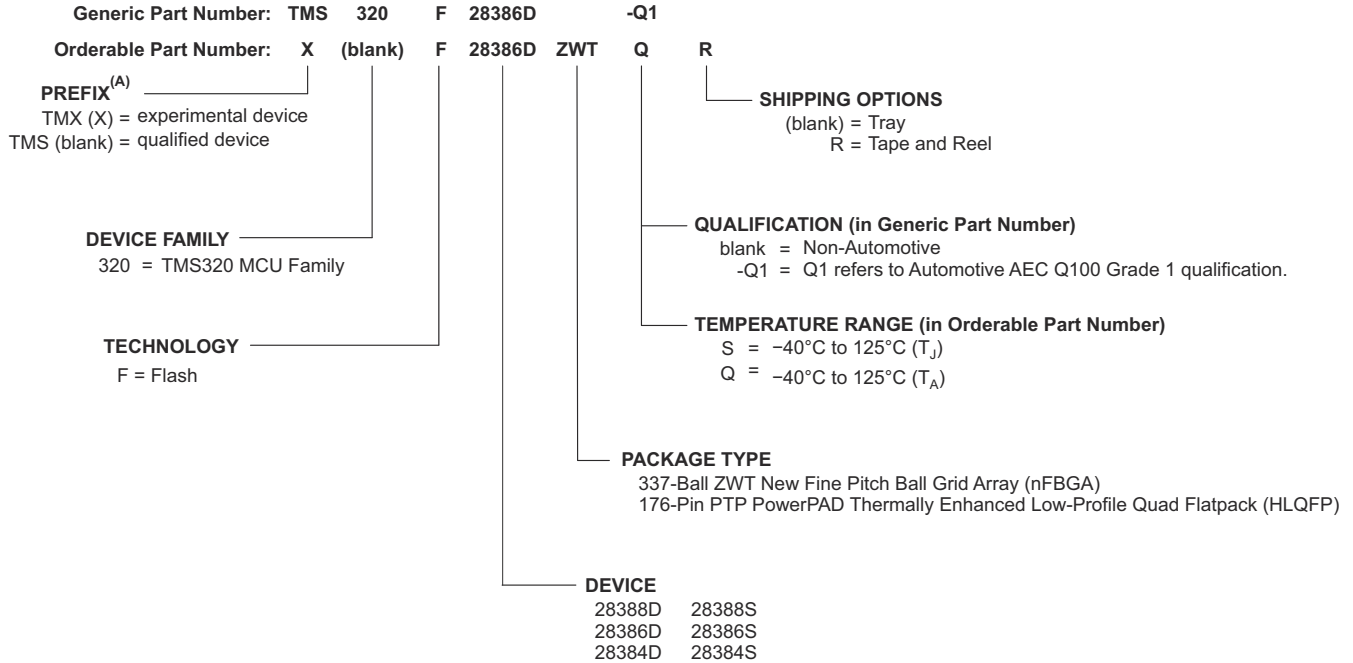 Generic Part Number: TMS 320 F 28386D -Q1
Orderable Part Number: X (blank) F 28386D ZWT Q R
PREFIX(A)
TMX (X) = experimental device
TMS (blank) = qualified device
SHIPPING OPTIONS
(blank) = Tray
R = Tape and Reel
DEVICE FAMILY
320 = TMS320 MCU Family
QUALIFICATION (in Generic Part Number)
blank = Non-Automotive
-Q1 = Q1 refers to Automotive AEC Q100 Grade 1 qualification.
TECHNOLOGY
F = Flash
TEMPERATURE RANGE (in Orderable Part Number)
S = −40°C to 125°C (TJ)
Q = −40°C to 125°C (TA)
PACKAGE TYPE
337-Ball ZWT New Fine Pitch Ball Grid Array (nFBGA)
176-Pin PTP PowerPAD Thermally Enhanced Low-Profile Quad Flatpack (HLQFP)
DEVICE
28388D 28388S
28386D 28386S
28384D 28384S